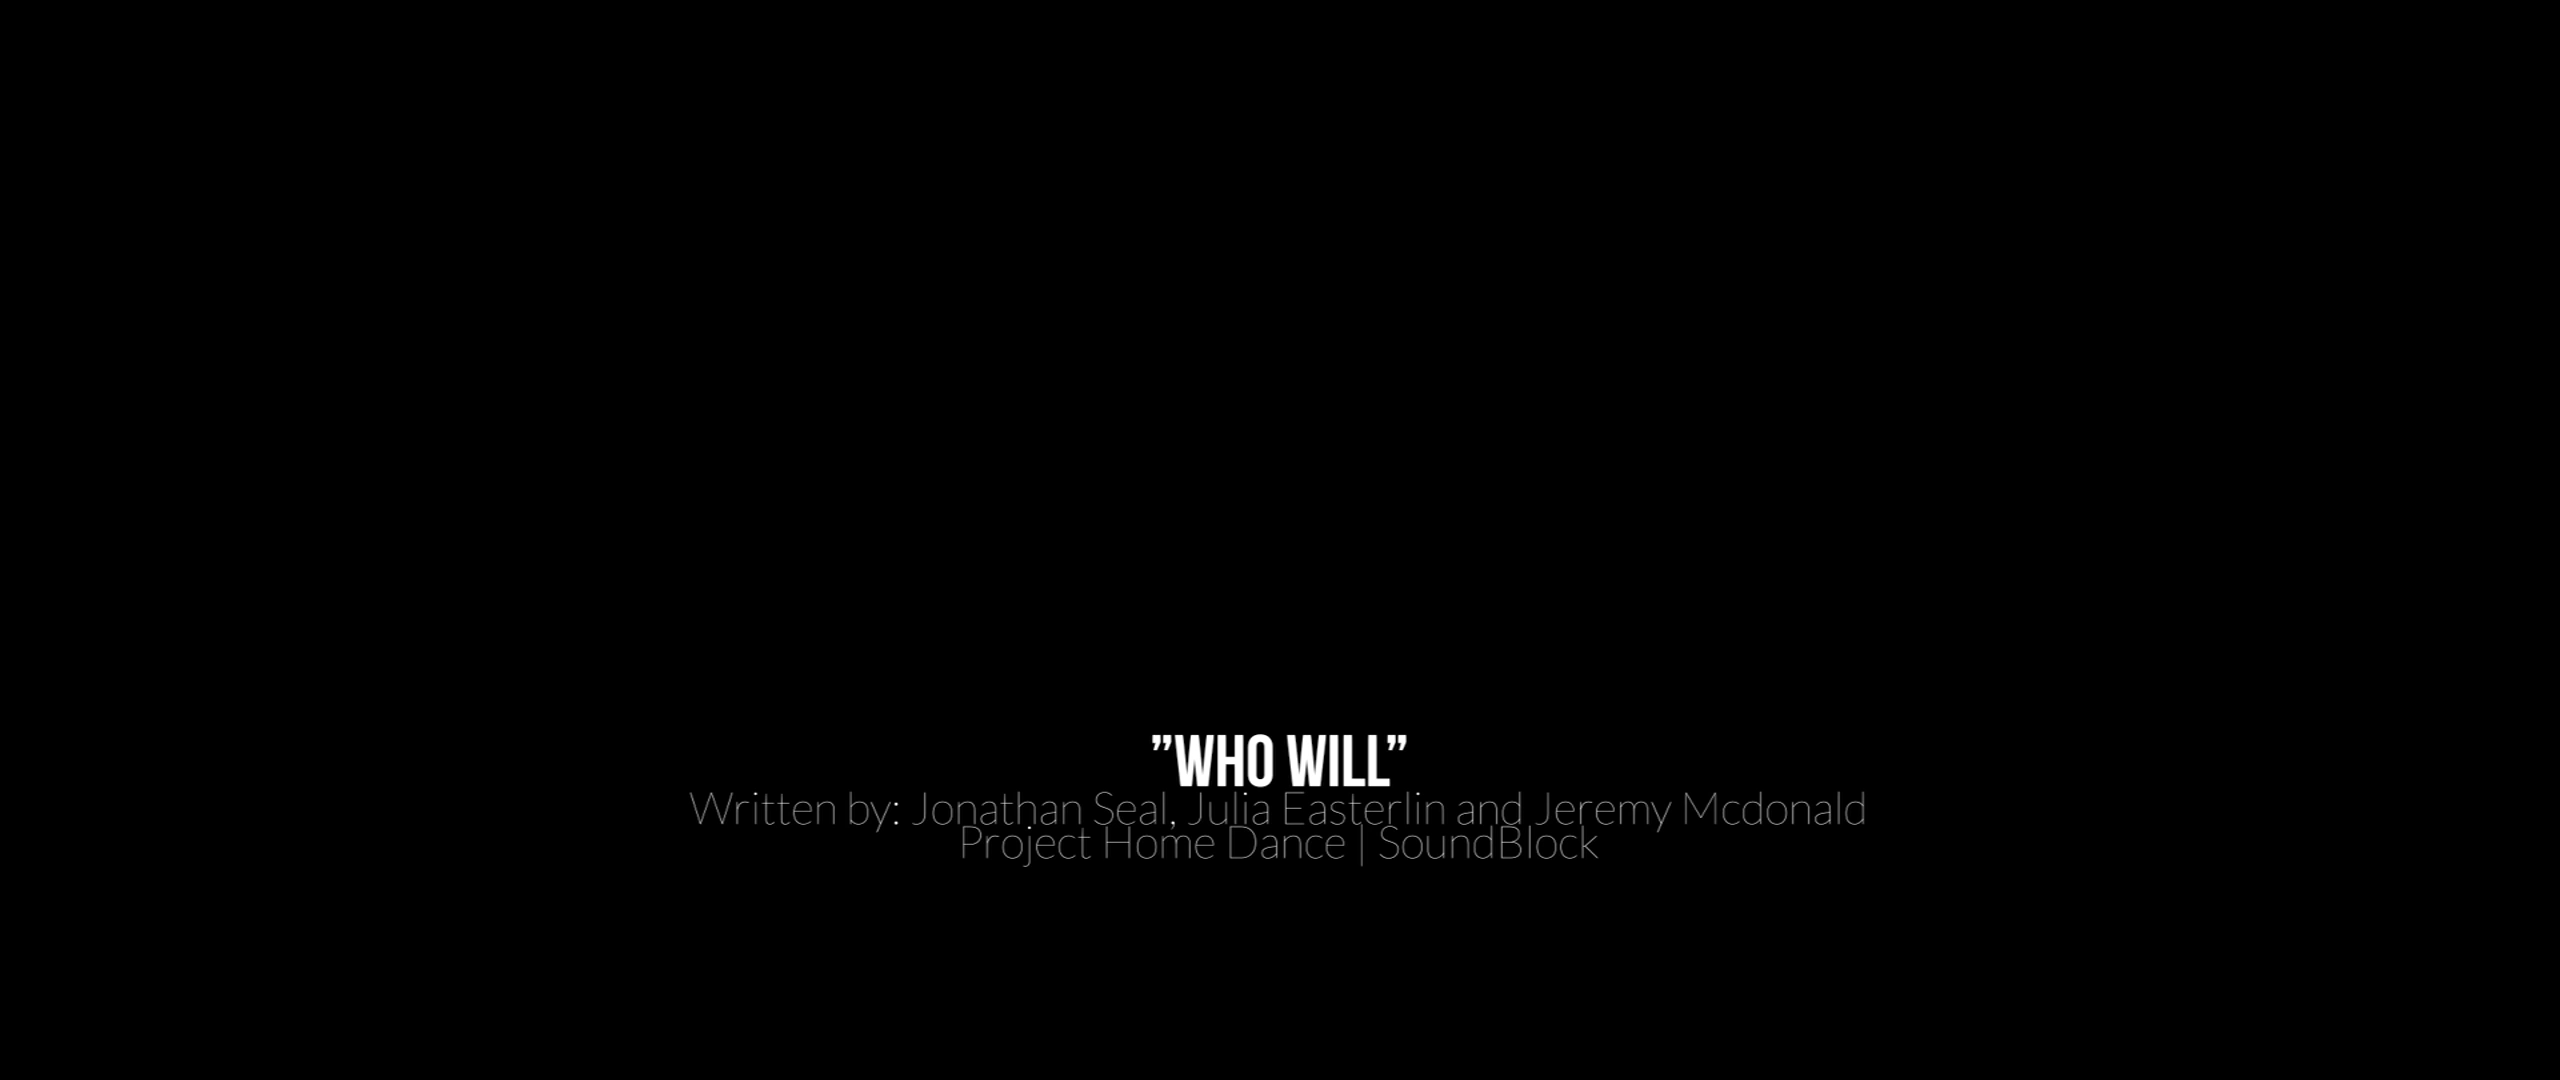 ”WHO WILL”
Written by: Jonathan Seal, Julia Easterlin and Jeremy Mcdonald
Project Home Dance | SoundBlock